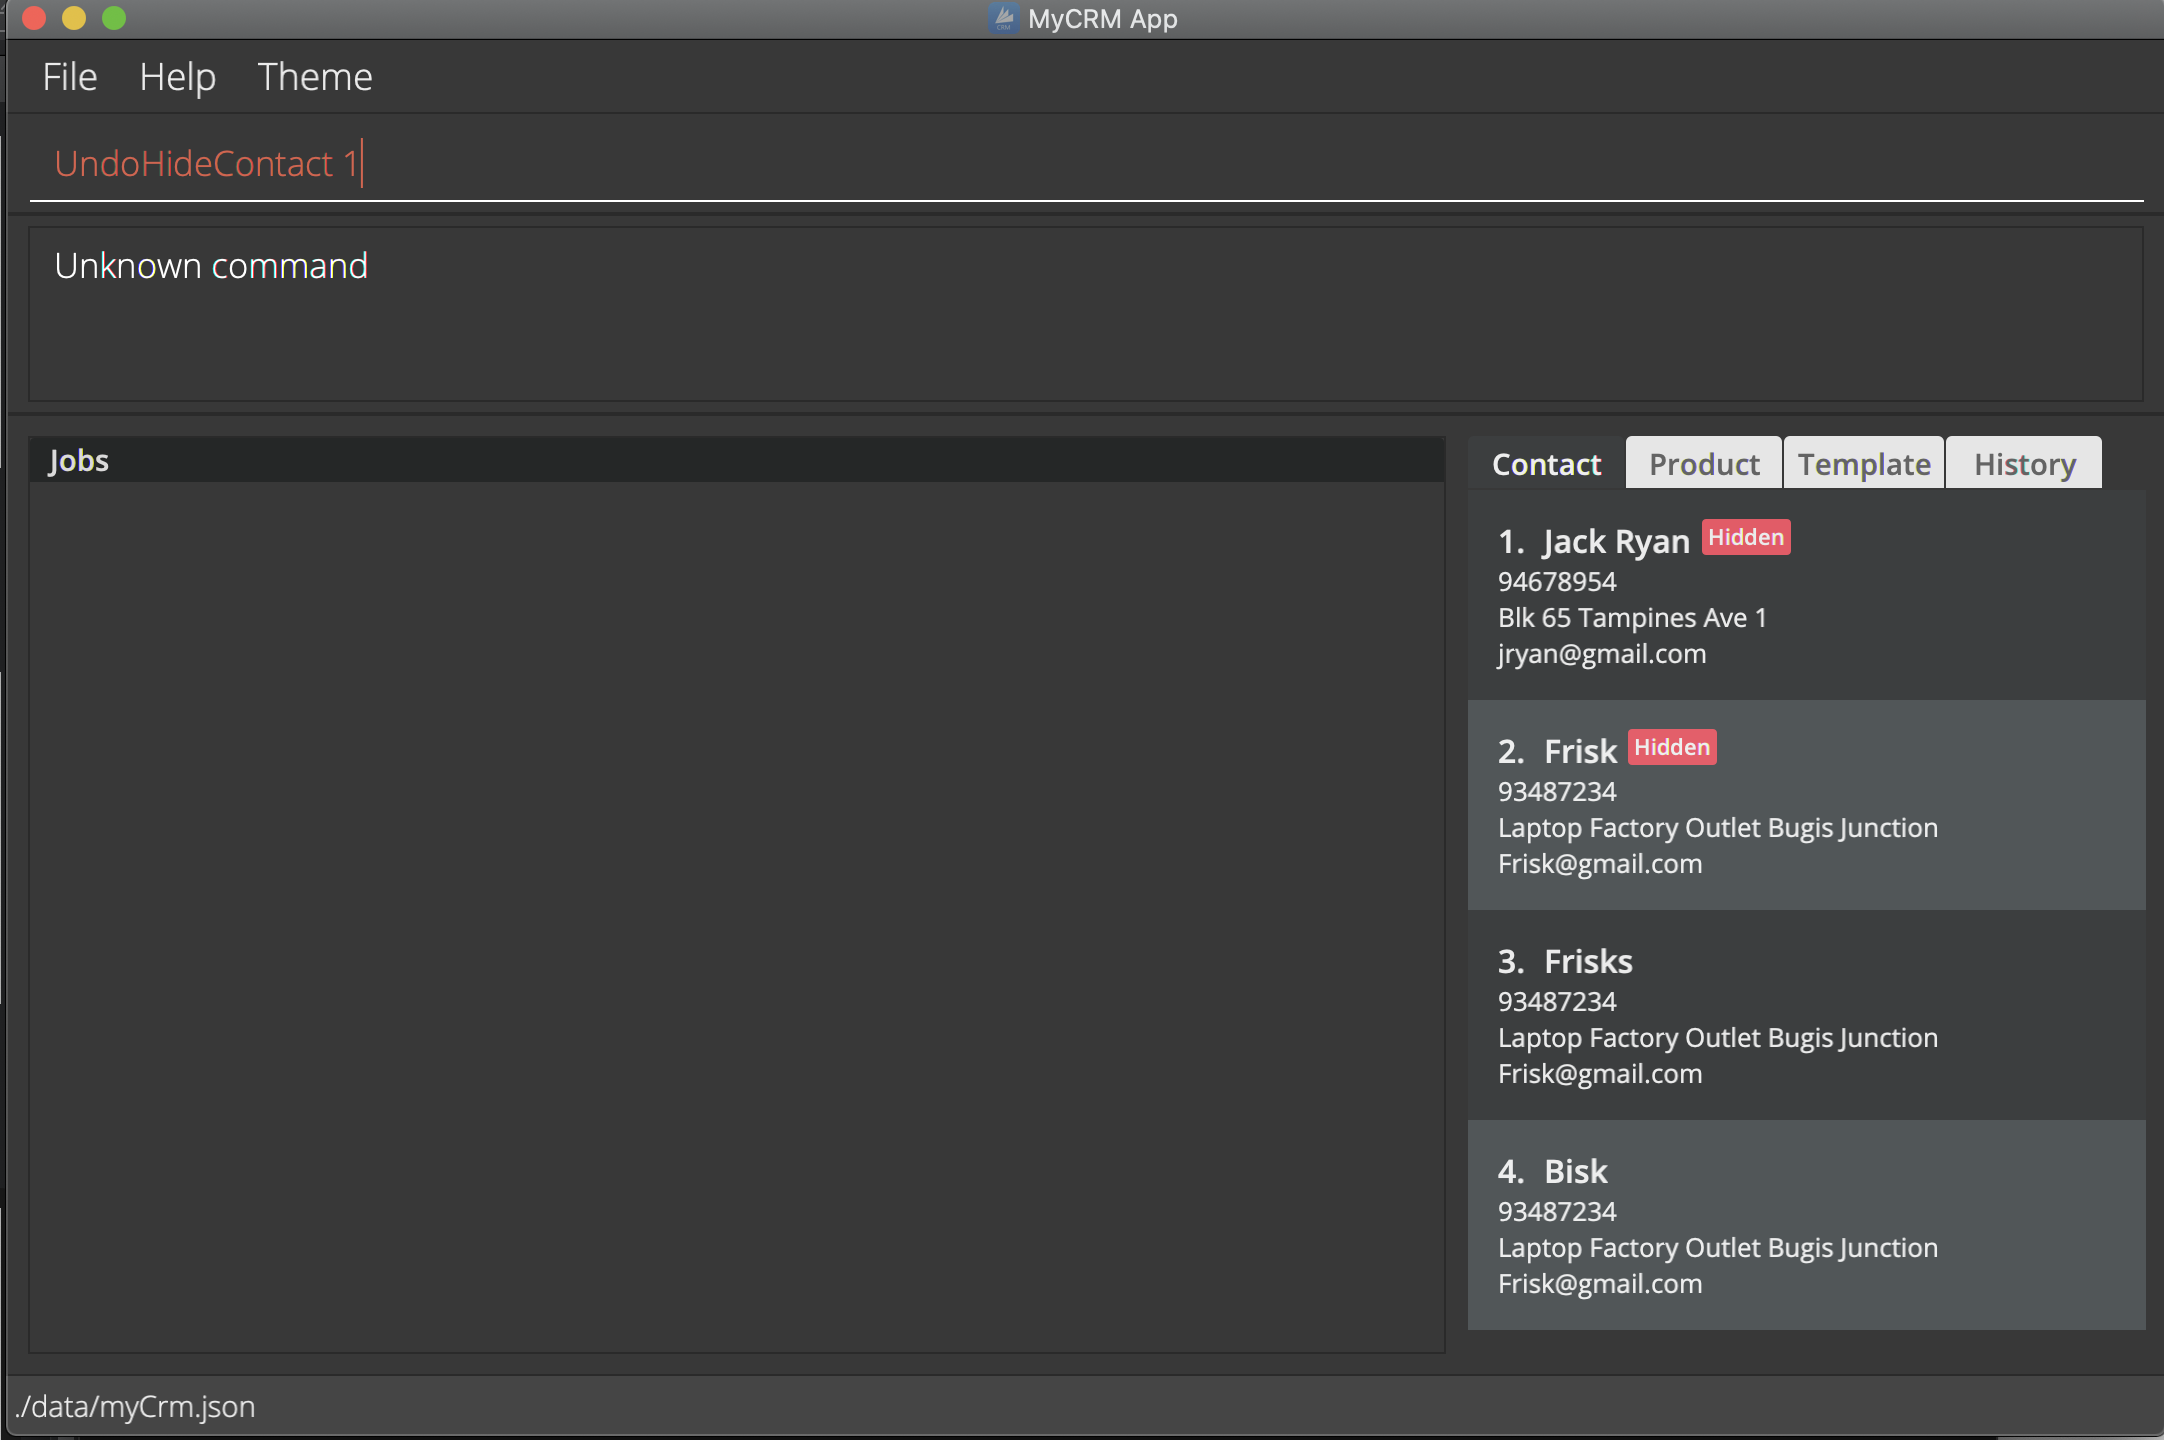 MyCRM App
File Help Theme
UndoHideContact 1
Unknown command
Jobs
Contact Product Template History
1. Jack Ryan Hidden
94678954
Blk 65 Tampines Ave 1
jryan@gmail.com
2. Frisk Hidden
93487234
Laptop Factory Outlet Bugis Junction
Frisk@gmail.com
3. Frisks
93487234
Laptop Factory Outlet Bugis Junction
Frisk@gmail.com
4. Bisk
93487234
Laptop Factory Outlet Bugis Junction
Frisk@gmail.com
./data/myCrm.json